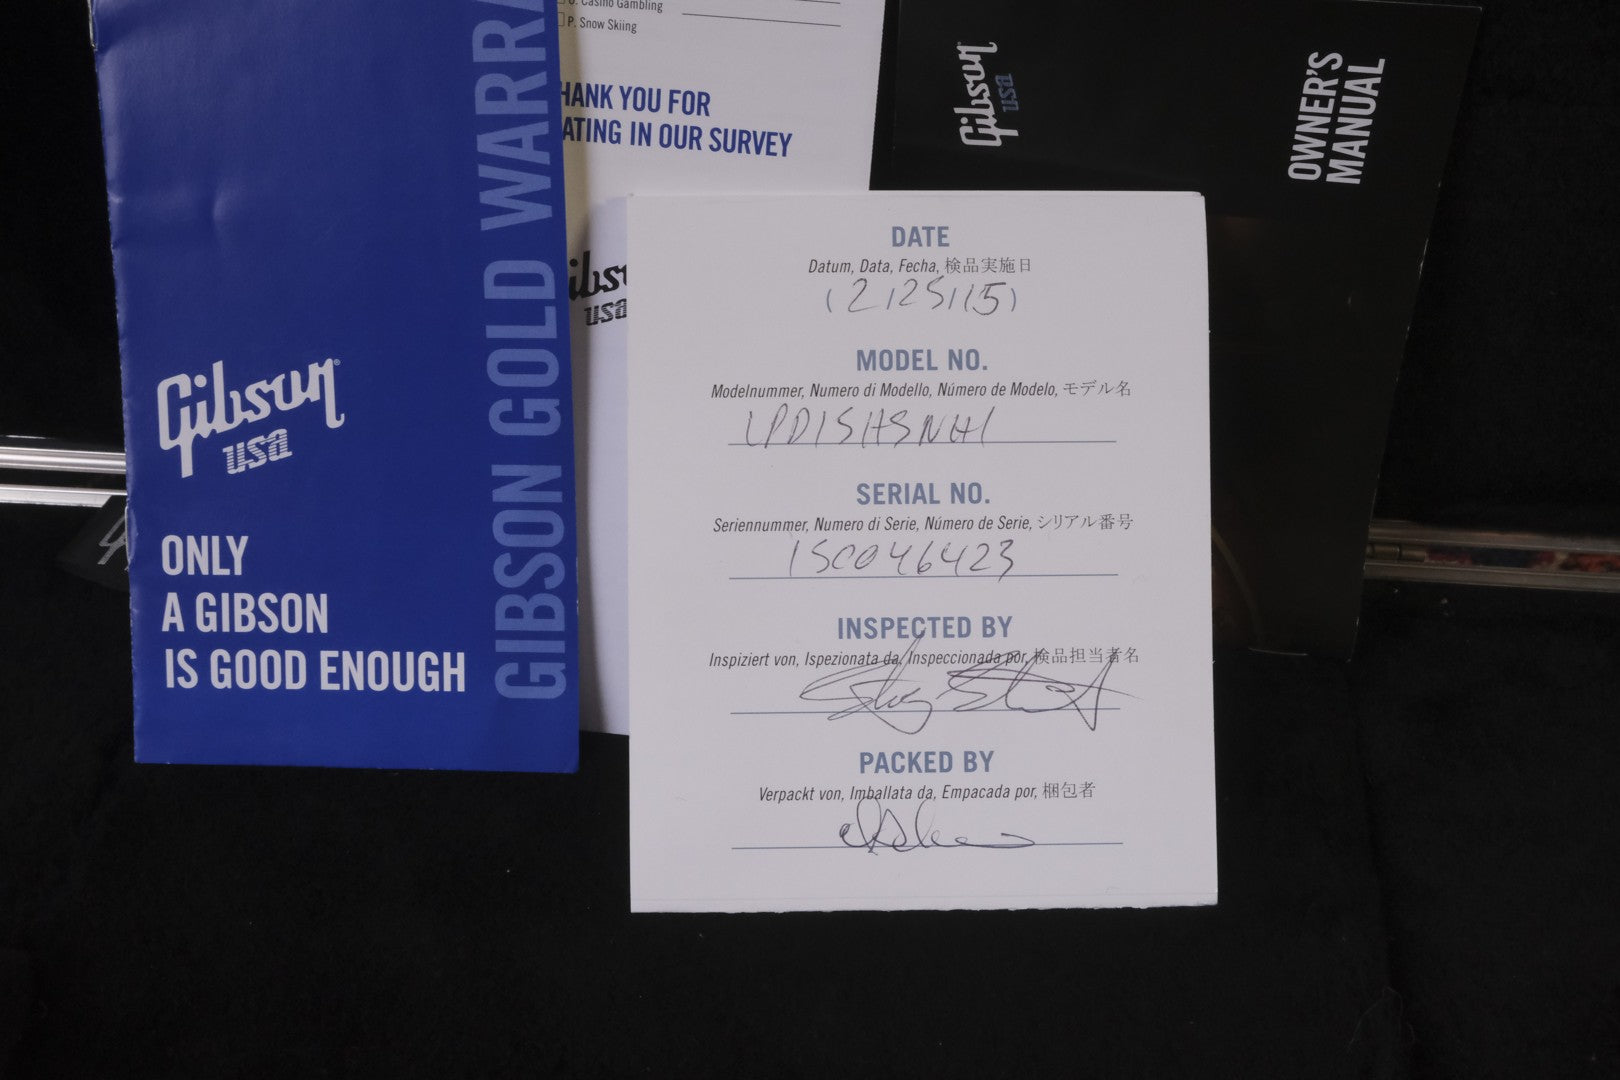 Gibson
usa
ONLY
A GIBSON
IS GOOD ENOUGH
GIBSON GOLD WARRA
Casino Gambling
P. Snow Skiing
HANK YOU FOR
ATING IN OUR SURVEY
ibs
usa
Gibson
usa
OWNER'S
MANUAL
DATE
Datum, Data, Fecha, 検品実施日
(2/25/15)
MODEL NO.
Modelnummer, Numero di Modello, Número de Modelo, モデル名
LPD15HSNH1
SERIAL NO.
Seriennummer, Numero di Serie, Número de Serie, シリアル番号
15C046423
INSPECTED BY
Inspiziert von, Ispezionata da, Inspeccionada por, 検品担当者名
PACKED BY
Verpackt von, Imballata da, Empacada por, 梱包者